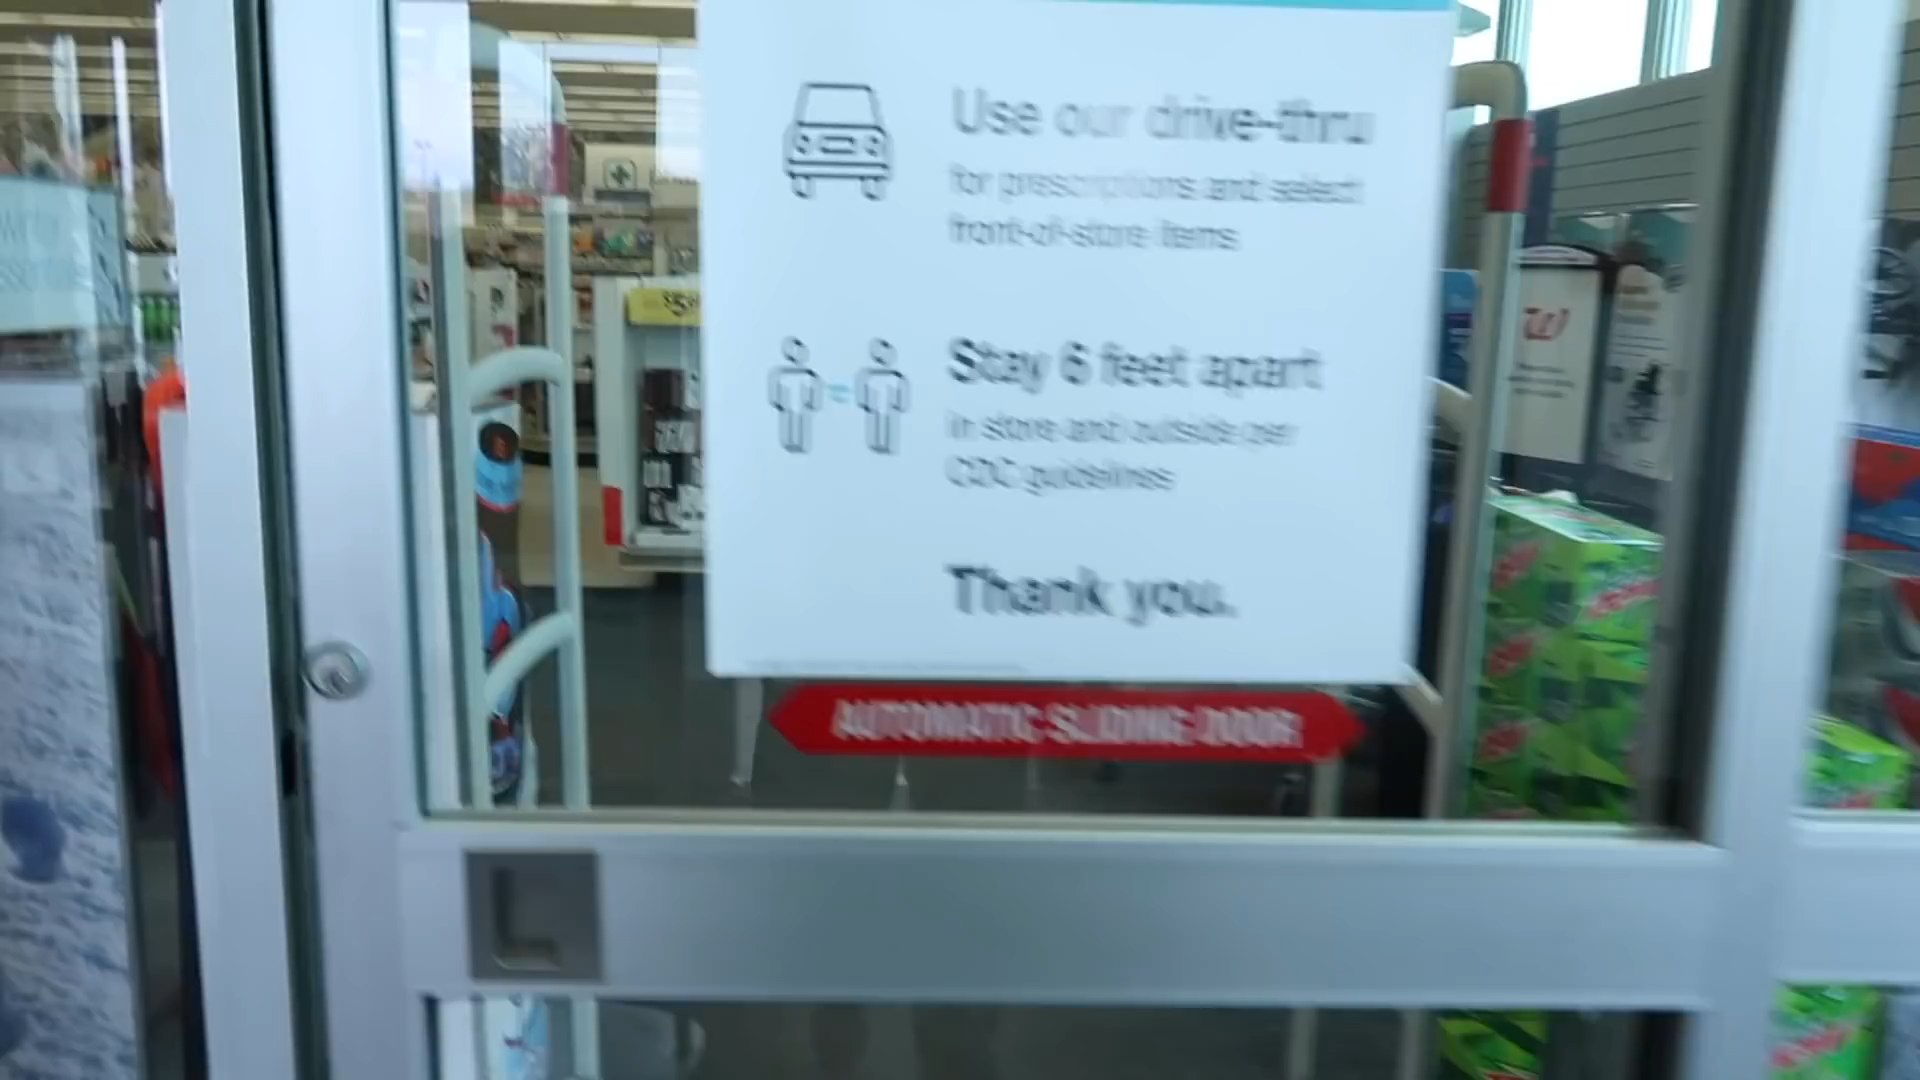 Use our drive-thru
for prescriptions and select
front-of-store items
Stay 6 feet apart
in store and outside per
CDC guidelines
Thank you.
AUTOMATIC SLIDING DOOR
$5
W